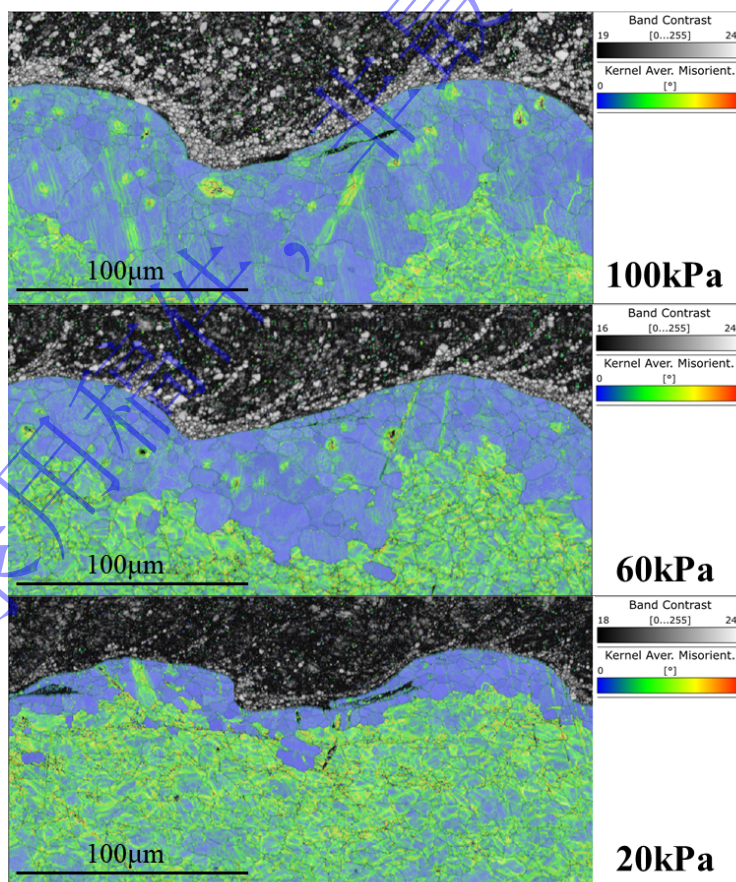 Band Contrast
19 [0...255] 24
Kernel Aver. Misorient.
0 [°]
100μm
100kPa
Band Contrast
16 [0...255] 24
Kernel Aver. Misorient.
0 [°]
100μm
60kPa
Band Contrast
18 [0...255] 24
Kernel Aver. Misorient.
0 [°]
100μm
20kPa